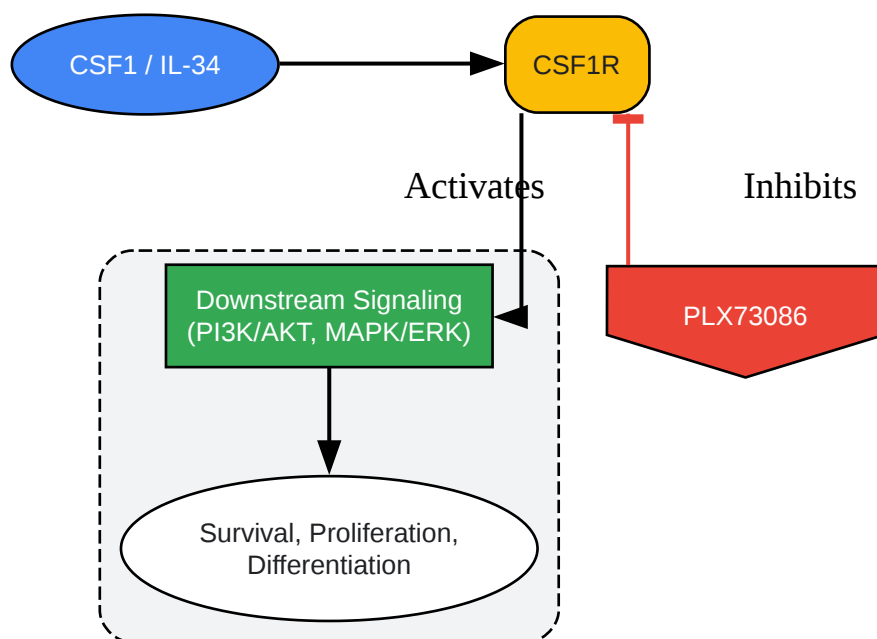 CSF1 / IL-34
CSF1R
Activates
Inhibits
Downstream Signaling
(PI3K/AKT, MAPK/ERK)
PLX73086
Survival, Proliferation,
Differentiation